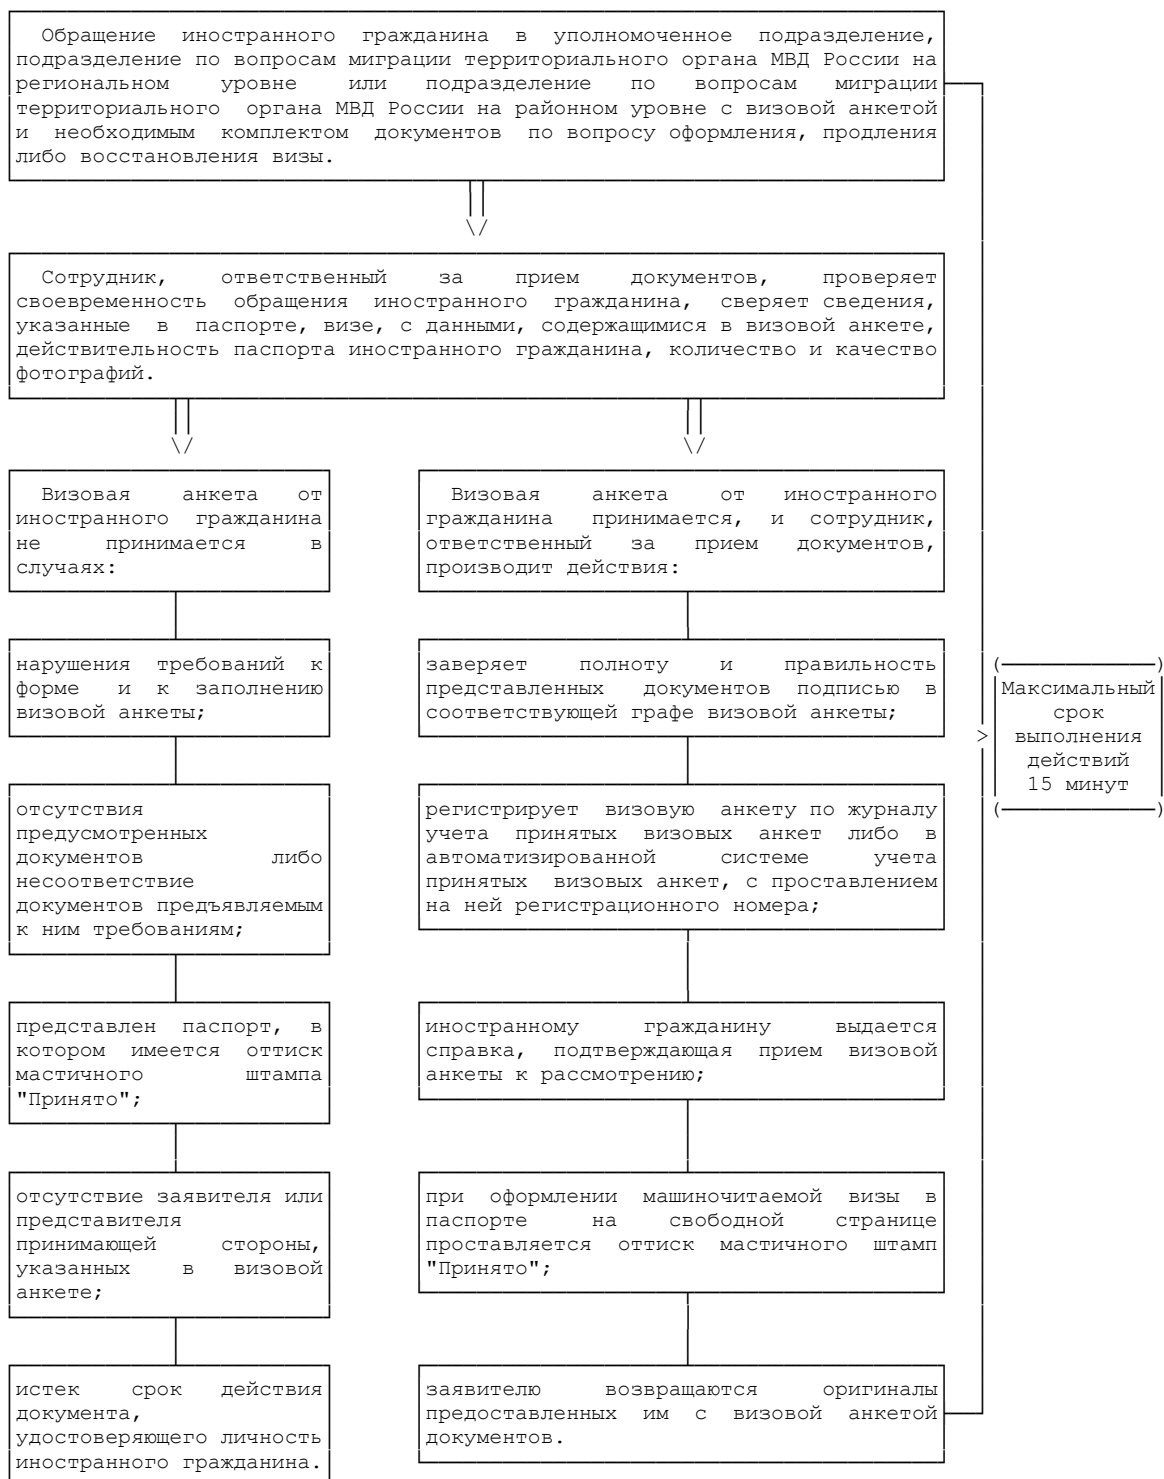 Обращение иностранного гражданина в уполномоченное подразделение,
подразделение по вопросам миграции территориального органа МВД России на
региональном уровне или подразделение по вопросам миграции
территориального органа МВД России на районном уровне с визовой анкетой
и необходимым комплектом документов по вопросу оформления, продления
либо восстановления визы.
Сотрудник, ответственный за прием документов, проверяет
своевременность обращения иностранного гражданина, сверяет сведения,
указанные в паспорте, визе, с данными, содержащимися в визовой анкете,
действительность паспорта иностранного гражданина, количество и качество
фотографий.
Визовая анкета от
иностранного гражданина
не принимается в
случаях:
нарушения требований к
форме и к заполнению
визовой анкеты;
отсутствия
предусмотренных
документов либо
несоответствие
документов предъявляемым
к ним требованиям;
представлен паспорт, в
котором имеется оттиск
мастичного штампа
"Принято";
отсутствие заявителя или
представителя
принимающей стороны,
указанных в визовой
анкете;
истек срок действия
документа,
удостоверяющего личность
иностранного гражданина.
Визовая анкета от иностранного
гражданина принимается, и сотрудник,
ответственный за прием документов,
производит действия:
заверяет полноту и правильность
представленных документов подписью в
соответствующей графе визовой анкеты;
регистрирует визовую анкету по журналу
учета принятых визовых анкет либо в
автоматизированной системе учета
принятых визовых анкет, с проставлением
на ней регистрационного номера;
иностранному гражданину выдается
справка, подтверждающая прием визовой
анкеты к рассмотрению;
при оформлении машиночитаемой визы в
паспорте на свободной странице
проставляется оттиск мастичного штамп
"Принято";
заявителю возвращаются оригиналы
предоставленных им с визовой анкетой
документов.
Максимальный
срок
выполнения
действий
15 минут